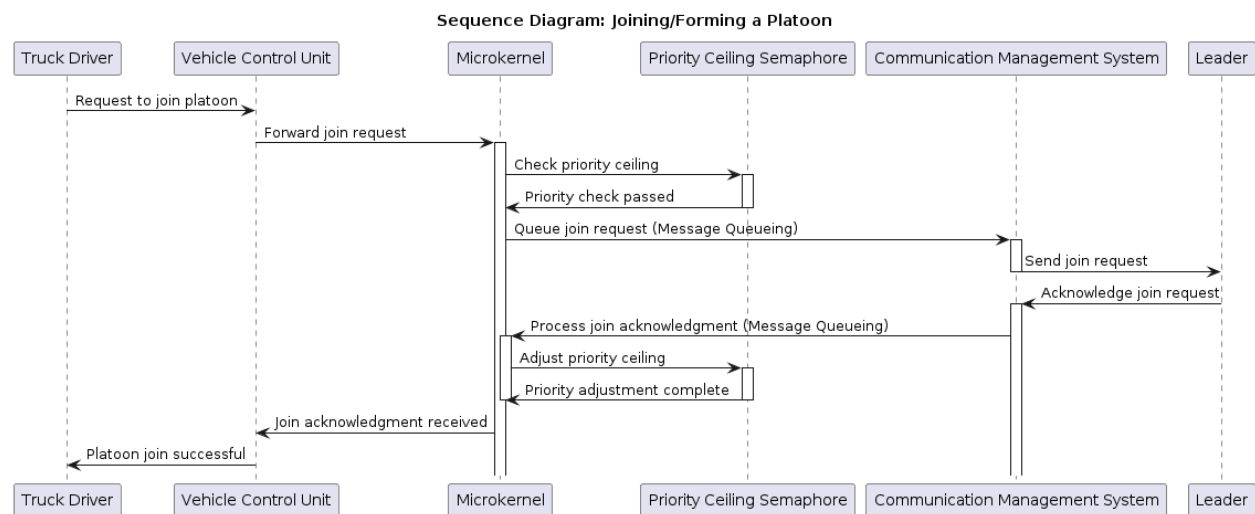 Sequence Diagram: Joining/Forming a Platoon
Truck Driver
Vehicle Control Unit
Microkernel
Priority Ceiling Semaphore
Communication Management System
Leader
Request to join platoon
Forward join request
Check priority ceiling
Priority check passed
Queue join request (Message Queueing)
Send join request
Acknowledge join request
Process join acknowledgment (Message Queueing)
Adjust priority ceiling
Priority adjustment complete
Join acknowledgment received
Platoon join successful
Truck Driver
Vehicle Control Unit
Microkernel
Priority Ceiling Semaphore
Communication Management System
Leader